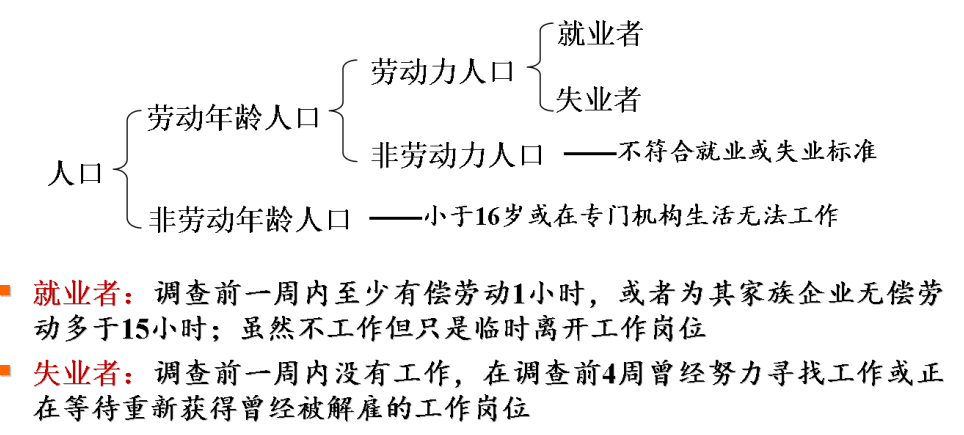 就业者
劳动力人口
失业者
劳动年龄人口
非劳动力人口 ——不符合就业或失业标准
人口
非劳动年龄人口 ——小于16岁或在专门机构生活无法工作
就业者：调查前一周内至少有偿劳动1小时，或者为其家族企业无偿劳
动多于15小时；虽然不工作但只是临时离开工作岗位
失业者：调查前一周内没有工作，在调查前4周曾经努力寻找工作或正
在等待重新获得曾经被解雇的工作岗位